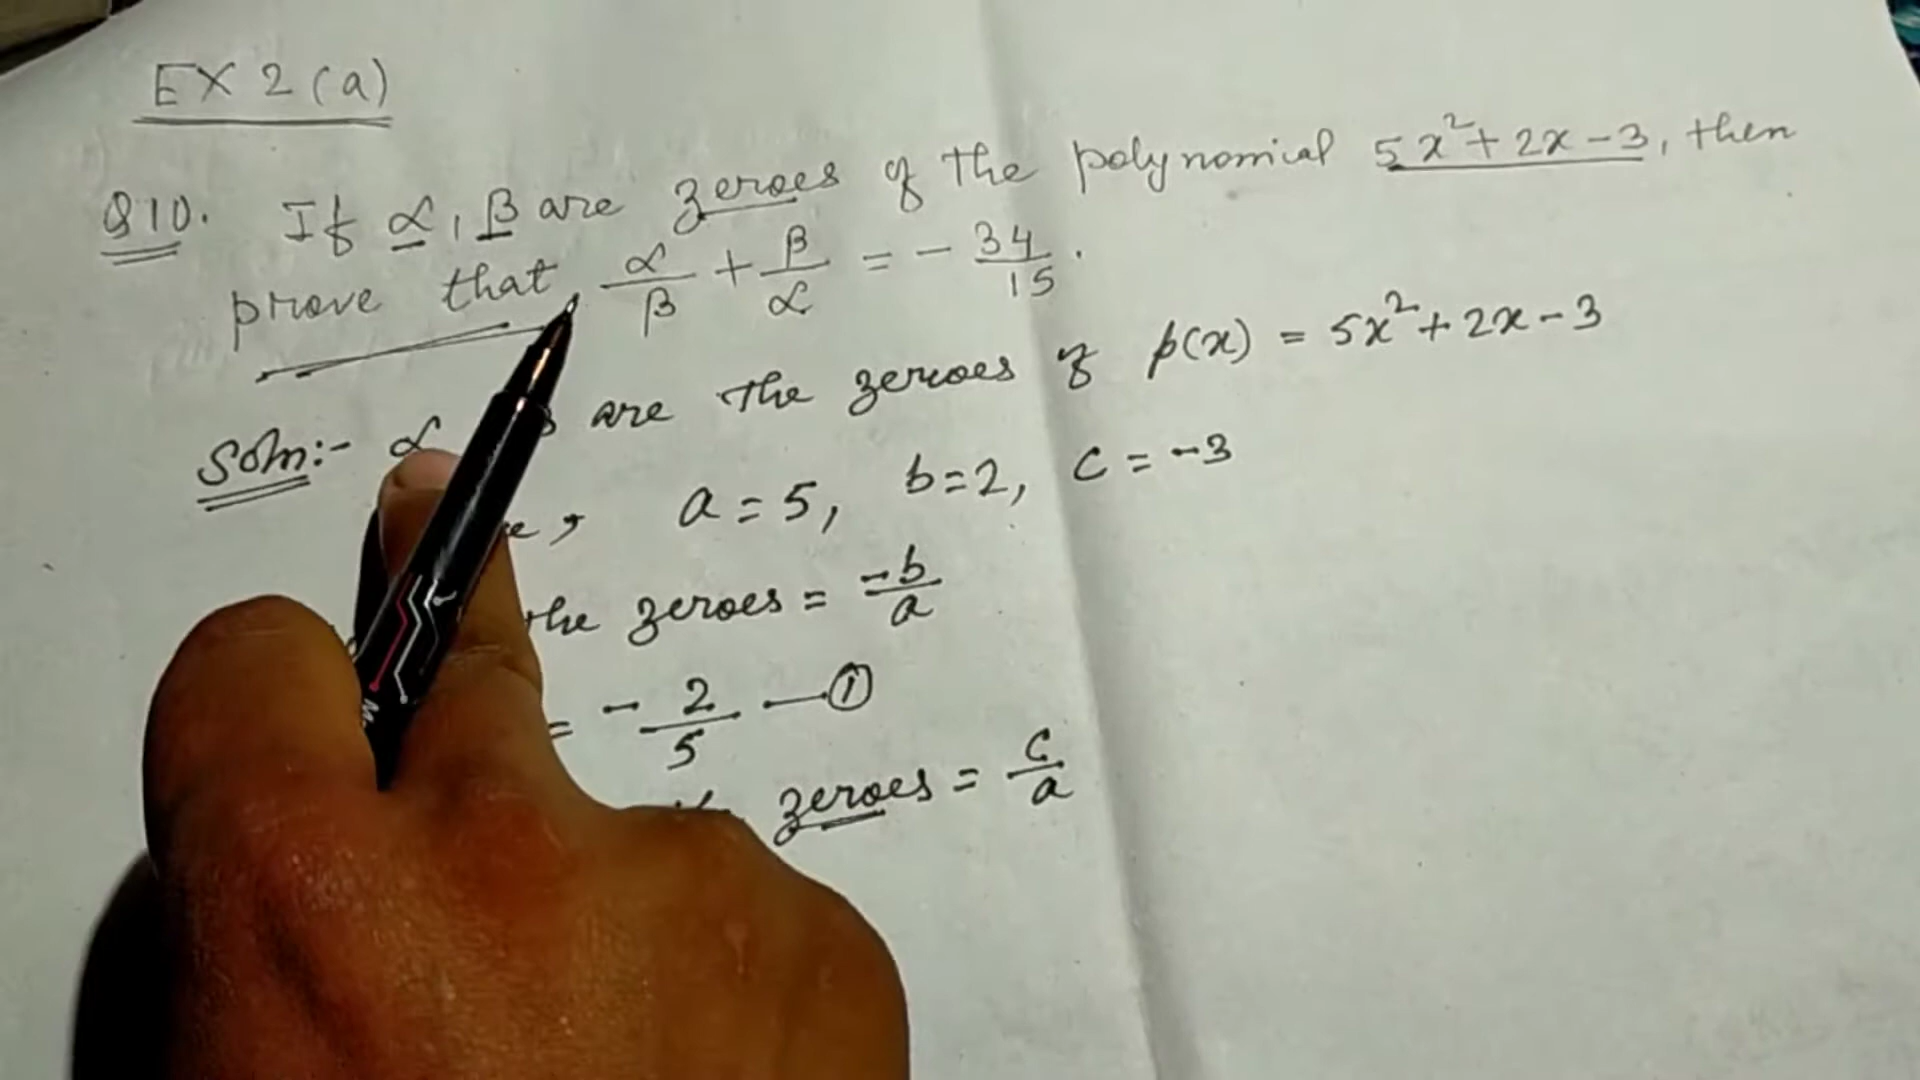 EX 2(a)
Q10. If α, β are zeroes of the polynomial 5x²+2x-3, then
prove that α/β + β/α = -34/15.
Soln:- α are the zeroes of p(x) = 5x²+2x-3
a=5, b=2, c=-3
the zeroes = -b/a
= -2/5 —①
zeroes = c/a